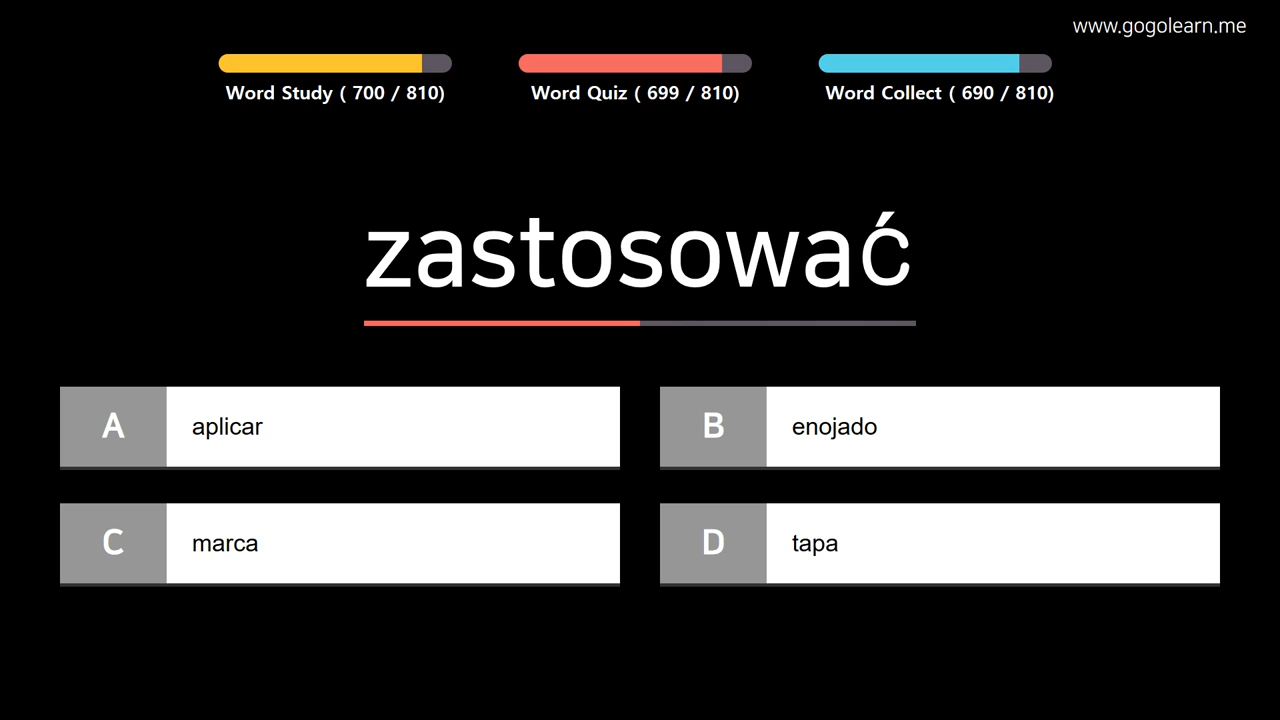 www.gogolearn.me
Word Study ( 700 / 810)
Word Quiz ( 699 / 810)
Word Collect ( 690 / 810)
zastosować
A aplicar
B enojado
C marca
D tapa